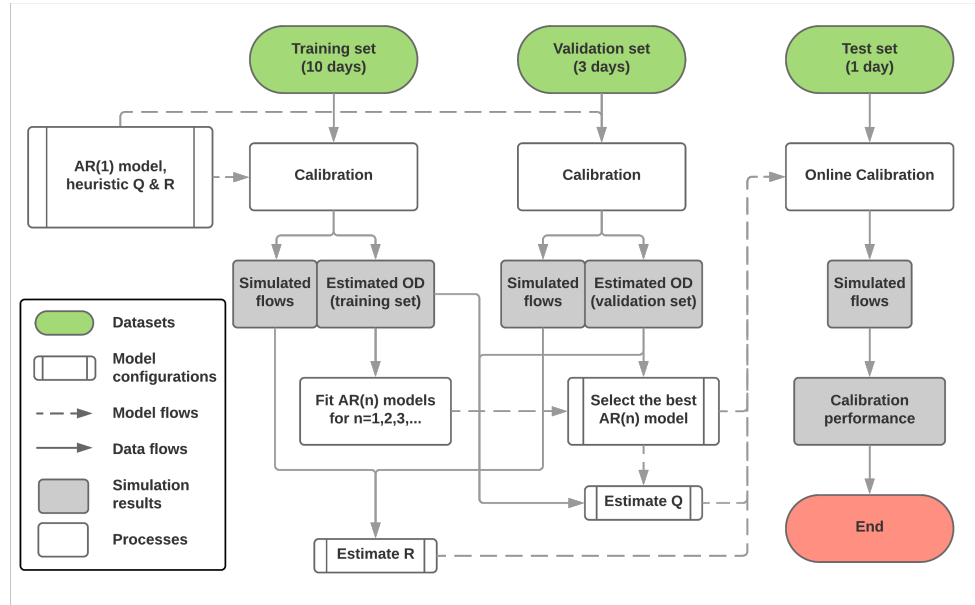 Training set
(10 days)
Validation set
(3 days)
Test set
(1 day)
AR(1) model,
heuristic Q & R
Calibration
Calibration
Online Calibration
Simulated
flows
Estimated OD
(training set)
Simulated
flows
Estimated OD
(validation set)
Simulated
flows
Datasets
Model
configurations
Model flows
Data flows
Simulation
results
Processes
Fit AR(n) models
for n=1,2,3,...
Select the best
AR(n) model
Calibration
performance
Estimate Q
Estimate R
End